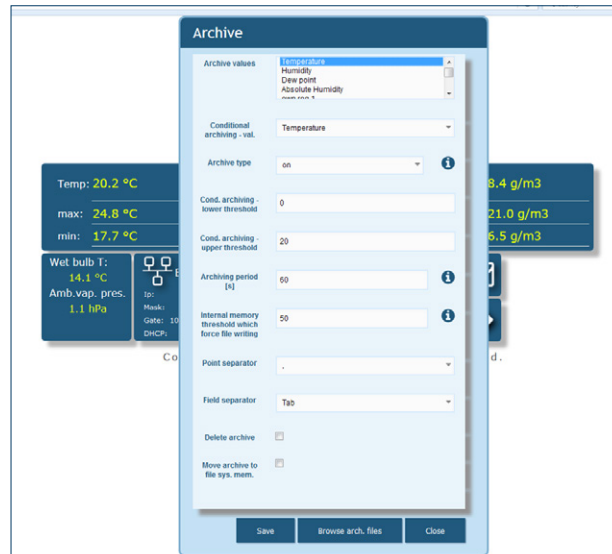 Archive
Archive values
Temperature
Humidity
Dew point
Absolute Humidity
Conditional
archiving - val.
Temperature
Archive type
on
Cond. archiving -
lower threshold
0
Cond. archiving -
upper threshold
20
Archiving period
[s]
60
Internal memory
threshold which
force file writing
50
Point separator
Field separator
Tab
Delete archive
Move archive to
file sys. mem.
Save
Browse arch. files
Close
Temp: 20.2 °C
max: 24.8 °C
min: 17.7 °C
8.4 g/m3
21.0 g/m3
6.5 g/m3
Wet bulb T:
14.1 °C
Amb.vap. pres.
1.1 hPa
E
Ip:
Mask:
Gate: 10
DHCP:
Co
d.